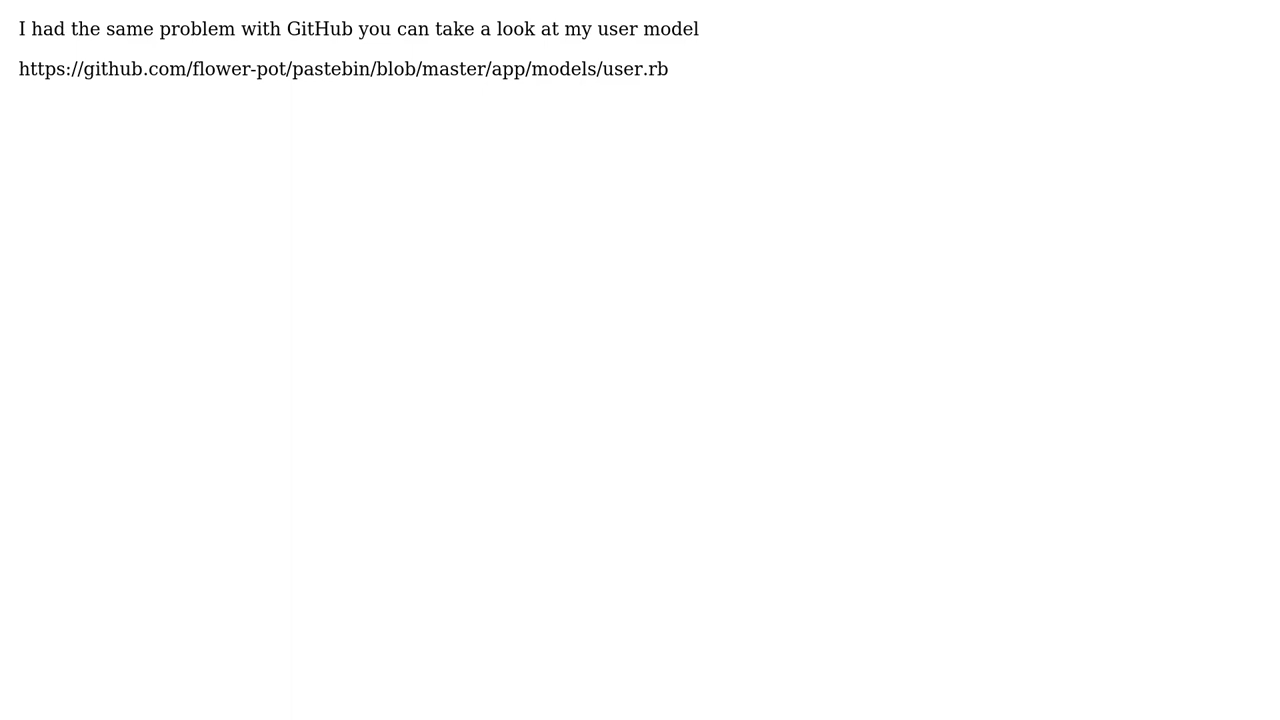 I had the same problem with GitHub you can take a look at my user model
https://github.com/flower-pot/pastebin/blob/master/app/models/user.rb